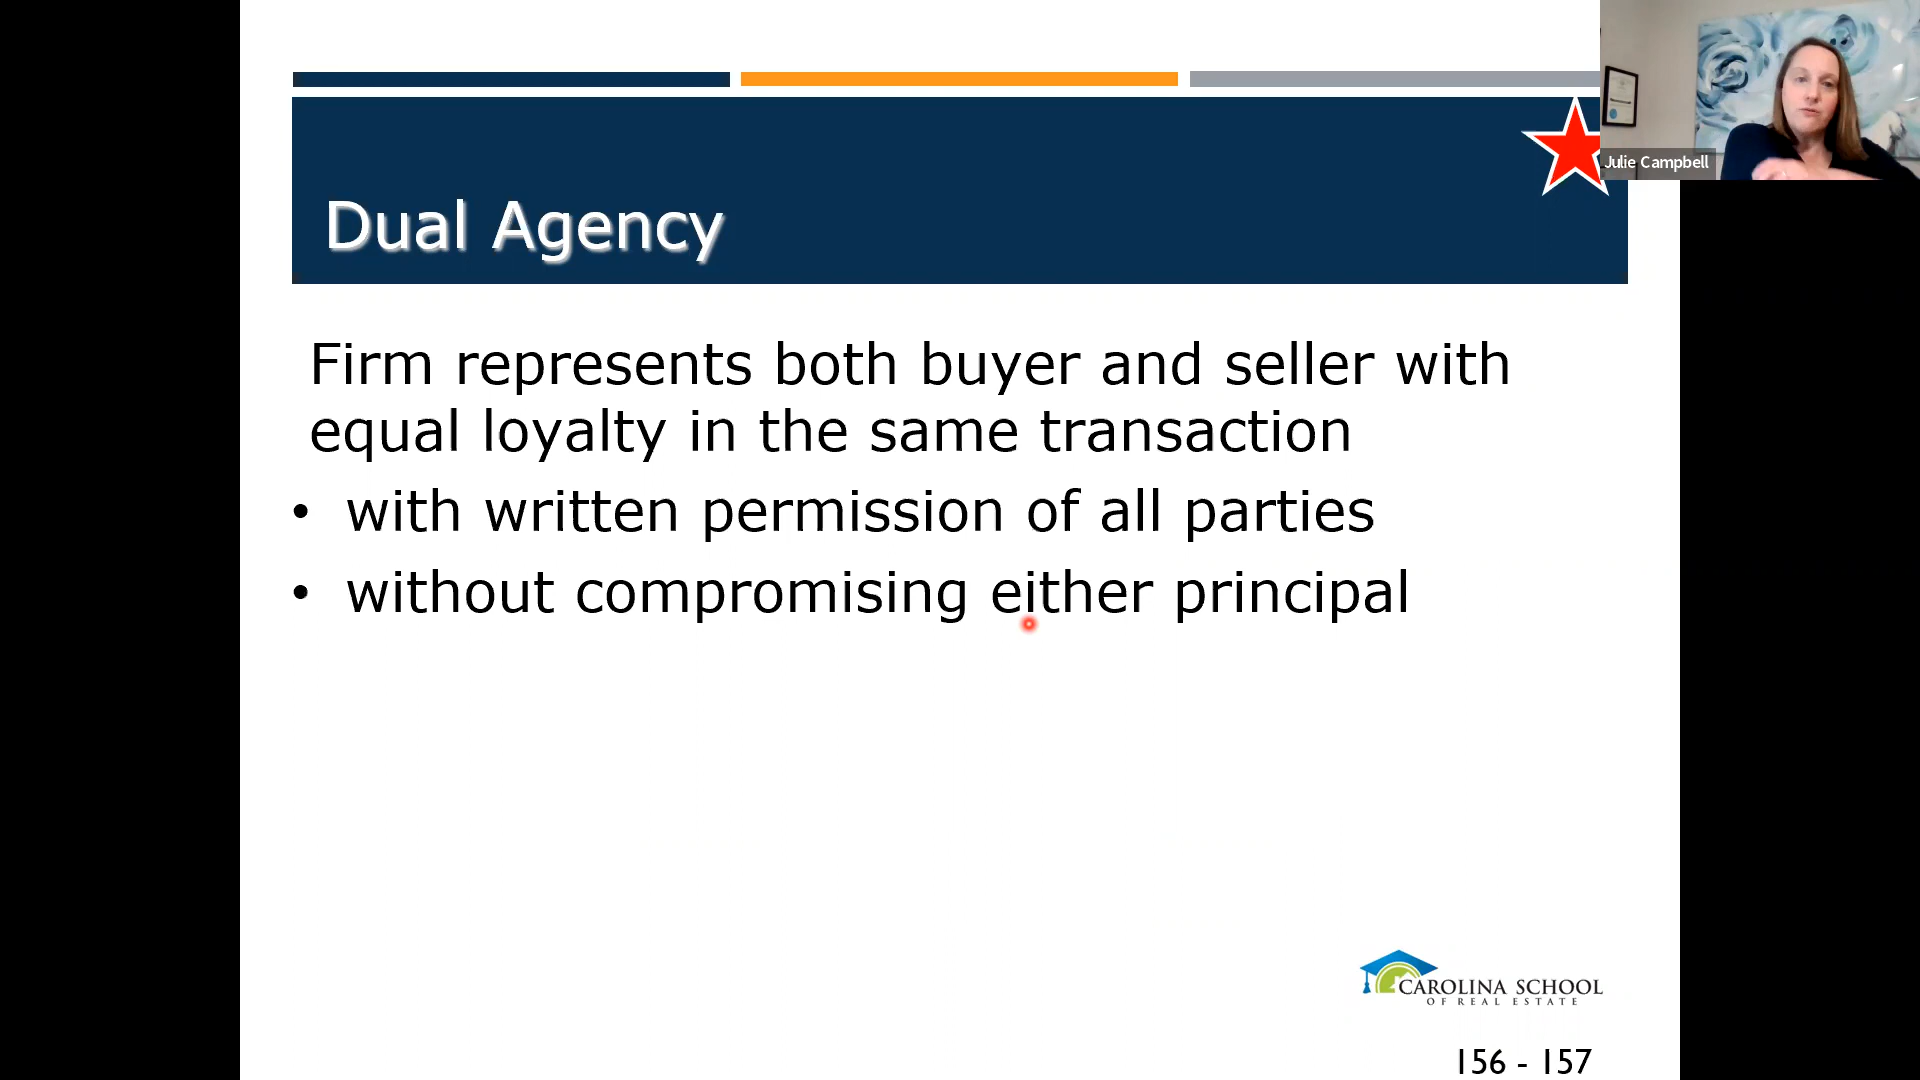 Julie Campbell
Dual Agency
Firm represents both buyer and seller with
equal loyalty in the same transaction
• with written permission of all parties
• without compromising either principal
CAROLINA SCHOOL
OF REAL ESTATE
156 - 157